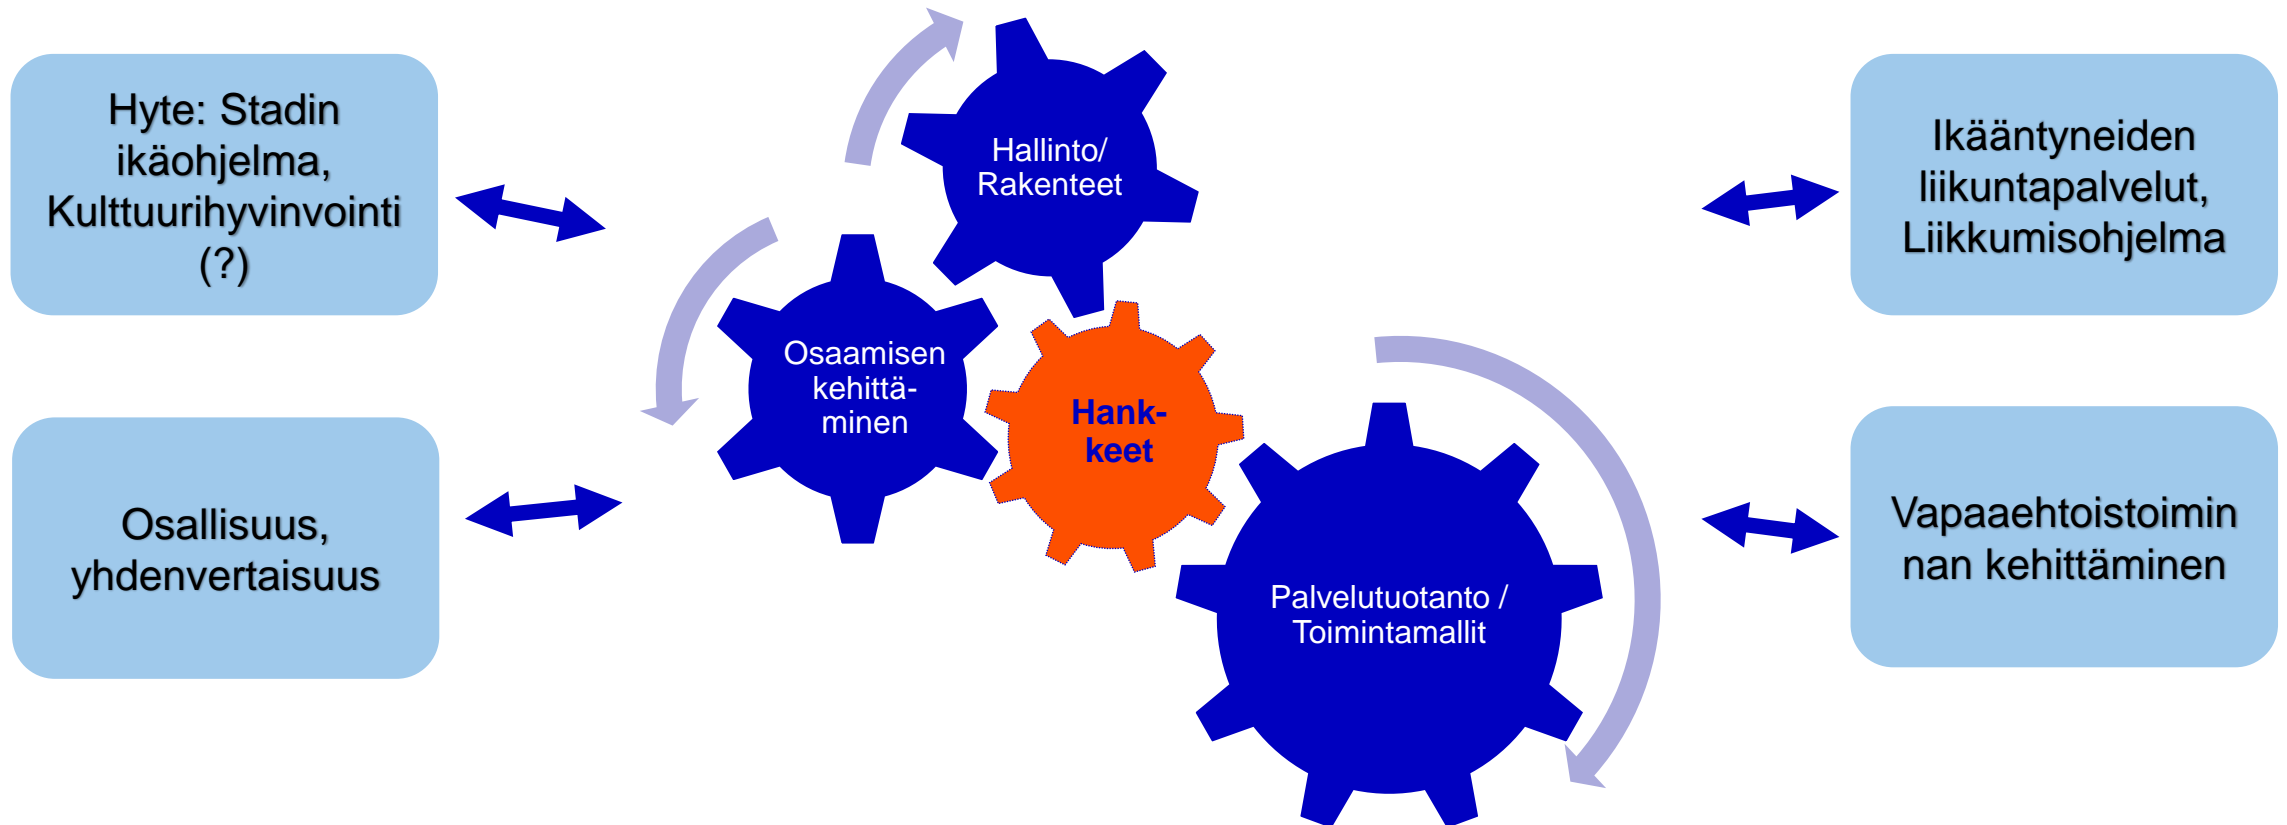 Hyte: Stadin
ikäohjelma,
Kulttuurihyvinvointi
(?)
Osallisuus,
yhdenvertaisuus
Hallinto/
Rakenteet
Osaamisen
kehittä-
minen
Hank-
keet
Palvelutuotanto /
Toimintamallit
Ikääntyneiden
liikuntapalvelut,
Liikkumisohjelma
Vapaaehtoistoimin
nan kehittäminen